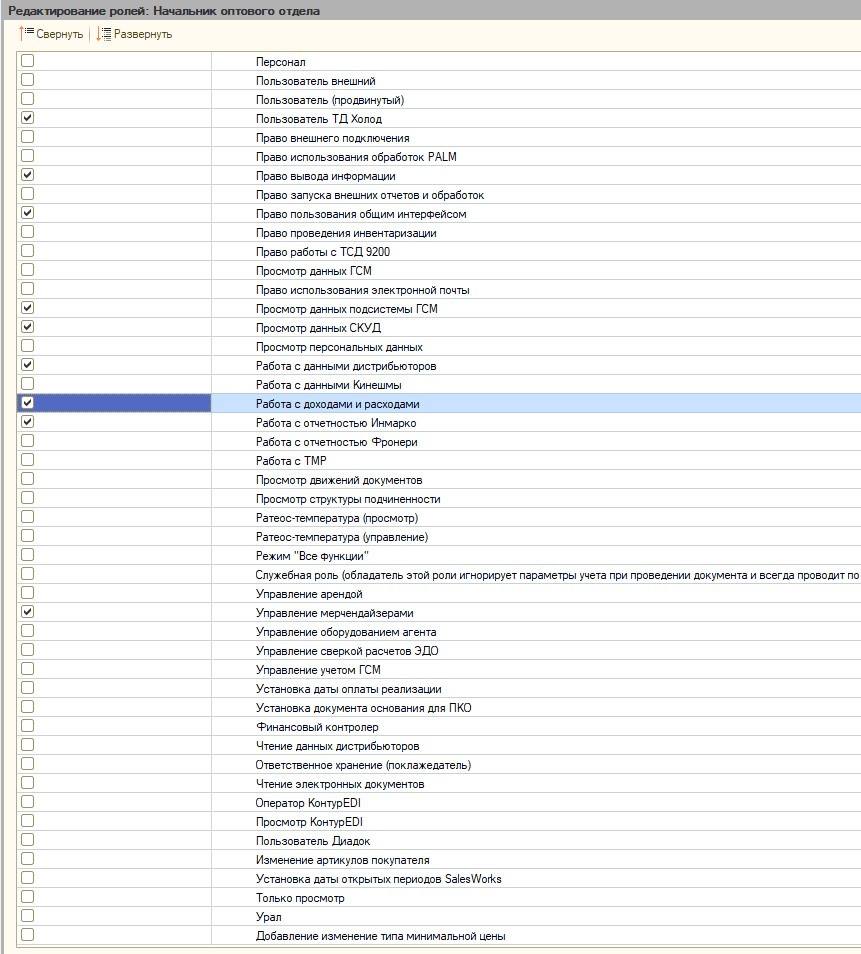 Редактирование ролей: Начальник оптового отдела
Свернуть Развернуть
Персонал
Пользователь внешний
Пользователь (продвинутый)
Пользователь ТД Холод
Право внешнего подключения
Право использования обработок PALM
Право вывода информации
Право запуска внешних отчетов и обработок
Право пользования общим интерфейсом
Право проведения инвентаризации
Право работы с ТСД 9200
Просмотр данных ГСМ
Право использования электронной почты
Просмотр данных подсистемы ГСМ
Просмотр данных СКУД
Просмотр персональных данных
Работа с данными дистрибьюторов
Работа с данными Кинешмы
Работа с доходами и расходами
Работа с отчетностью Инмарко
Работа с отчетностью Фронери
Работа с ТМР
Просмотр движений документов
Просмотр структуры подчиненности
Ратеос-температура (просмотр)
Ратеос-температура (управление)
Режим "Все функции"
Служебная роль (обладатель этой роли игнорирует параметры учета при проведении документа и всегда проводит по
Управление арендой
Управление мерчендайзерами
Управление оборудованием агента
Управление сверкой расчетов ЭДО
Управление учетом ГСМ
Установка даты оплаты реализации
Установка документа основания для ПКО
Финансовый контролер
Чтение данных дистрибьюторов
Ответственное хранение (поклажедатель)
Чтение электронных документов
Оператор КонтурEDI
Просмотр КонтурEDI
Пользователь Диадок
Изменение артикулов покупателя
Установка даты открытых периодов SalesWorks
Только просмотр
Урал
Добавление изменение типа минимальной цены